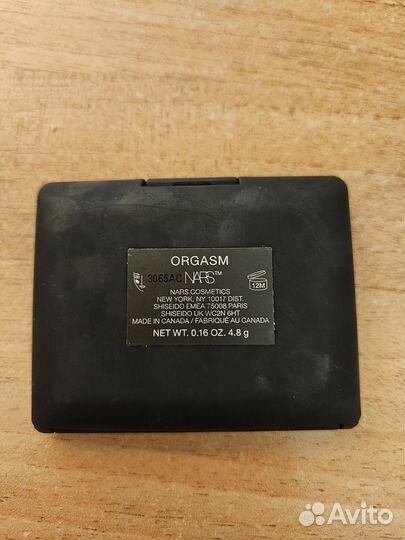 ORGASM
3065AC NARS™
12M
NARS COSMETICS
NEW YORK, NY 10017 DIST.
SHISEIDO EMEA 75008 PARIS
SHISEIDO UK WC2N 6HT
MADE IN CANADA / FABRIQUÉ AU CANADA
NET WT. 0.16 OZ. 4.8 g
Avito